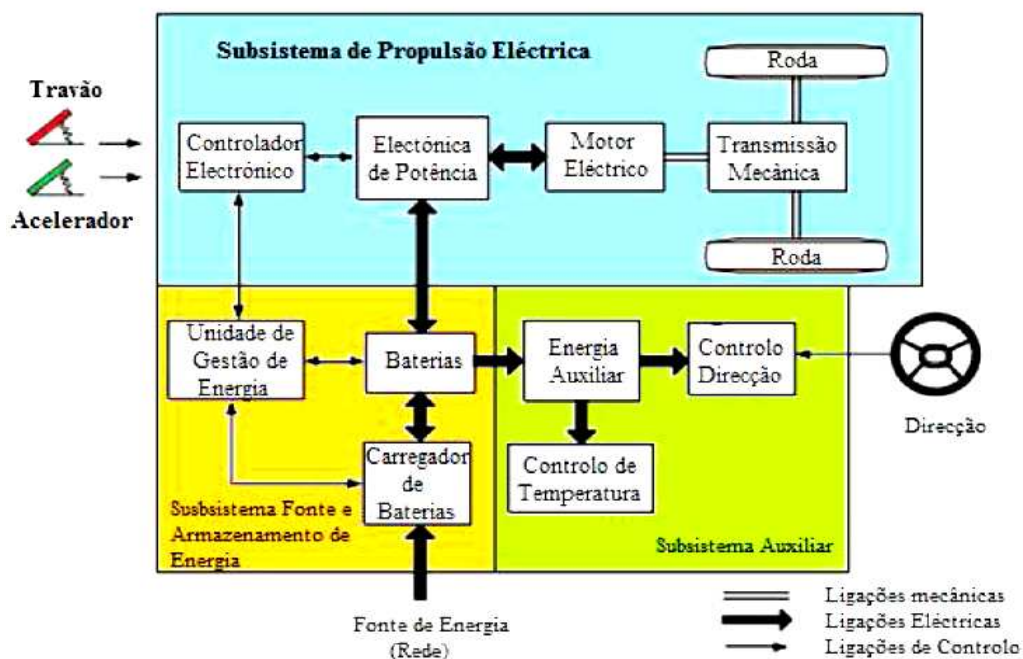 Subsistema de Propulsão Eléctrica
Travão
Acelerador
Controlador
Electrónico
Electónica
de Potência
Motor
Eléctrico
Transmissão
Mecânica
Roda
Roda
Unidade de
Gestão de
Energia
Baterias
Energia
Auxiliar
Controlo
Direcção
Direcção
Carregador
de
Baterias
Controlo de
Temperatura
Susbsistema Fonte e
Armazenamento de
Energia
Subsistema Auxiliar
Fonte de Energia
(Rede)
Ligações mecânicas
Ligações Eléctricas
Ligações de Controlo